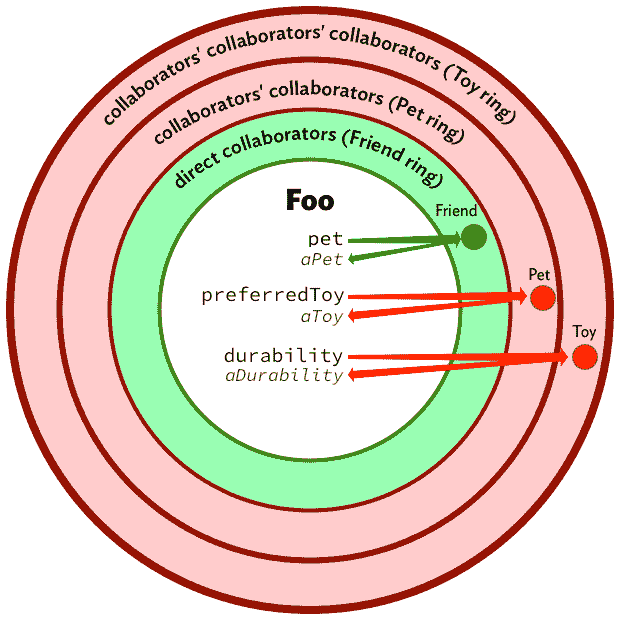 collaborators' collaborators' collaborators (Toy ring)
collaborators' collaborators (Pet ring)
direct collaborators (Friend ring)
Foo
Friend
pet
aPet
Pet
preferredToy
aToy
Toy
durability
aDurability